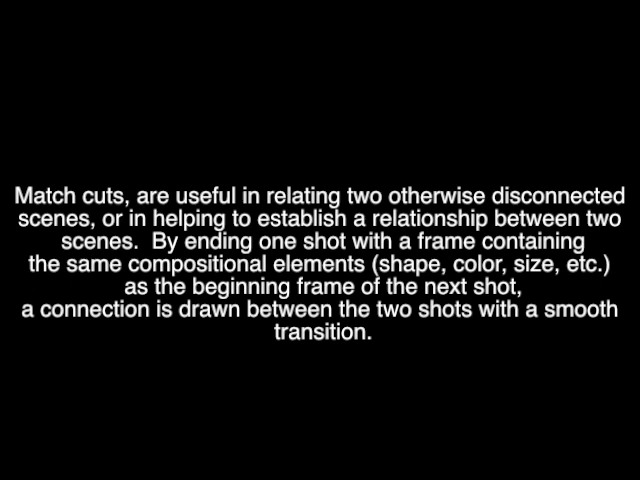 Match cuts, are useful in relating two otherwise disconnected
scenes, or in helping to establish a relationship between two
scenes.  By ending one shot with a frame containing
the same compositional elements (shape, color, size, etc.)
as the beginning frame of the next shot,
a connection is drawn between the two shots with a smooth
transition.